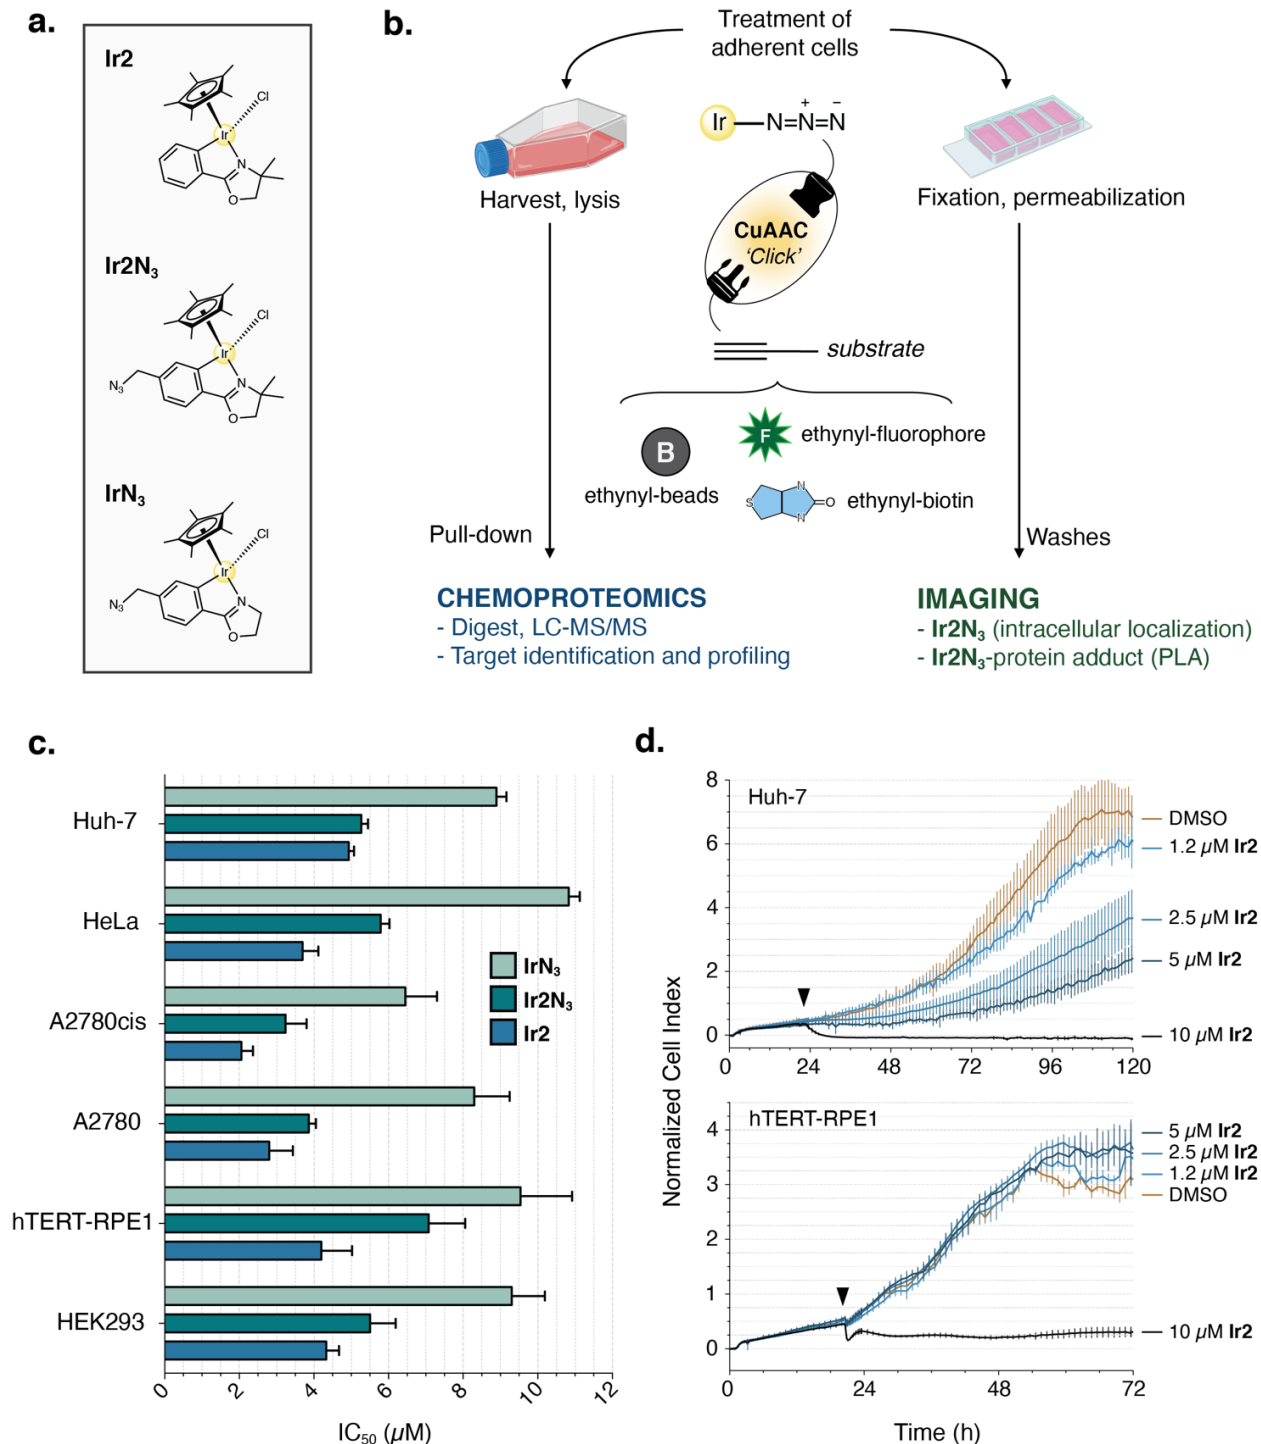 a.
Ir2
Cl
Ir
N
O
Ir2N₃
Cl
Ir
N₃
N
O
IrN₃
Cl
Ir
N₃
N
O
b.
Treatment of
adherent cells
Ir—N=N=N
+ −
Harvest, lysis
Fixation, permeabilization
CuAAC
'Click'
substrate
B
ethynyl-beads
F
ethynyl-fluorophore
S
N
N
O
ethynyl-biotin
Pull-down
Washes
CHEMOPROTEOMICS
- Digest, LC-MS/MS
- Target identification and profiling
IMAGING
- Ir2N₃ (intracellular localization)
- Ir2N₃-protein adduct (PLA)
c.
Huh-7
HeLa
A2780cis
A2780
hTERT-RPE1
HEK293
IrN₃
Ir2N₃
Ir2
0 2 4 6 8 10 12
IC₅₀ (µM)
d.
Normalized Cell Index
Huh-7
8
6
4
2
0
0 24 48 72 96 120
DMSO
1.2 µM Ir2
2.5 µM Ir2
5 µM Ir2
10 µM Ir2
hTERT-RPE1
4
3
2
1
0
0 24 48 72
5 µM Ir2
2.5 µM Ir2
1.2 µM Ir2
DMSO
10 µM Ir2
Time (h)